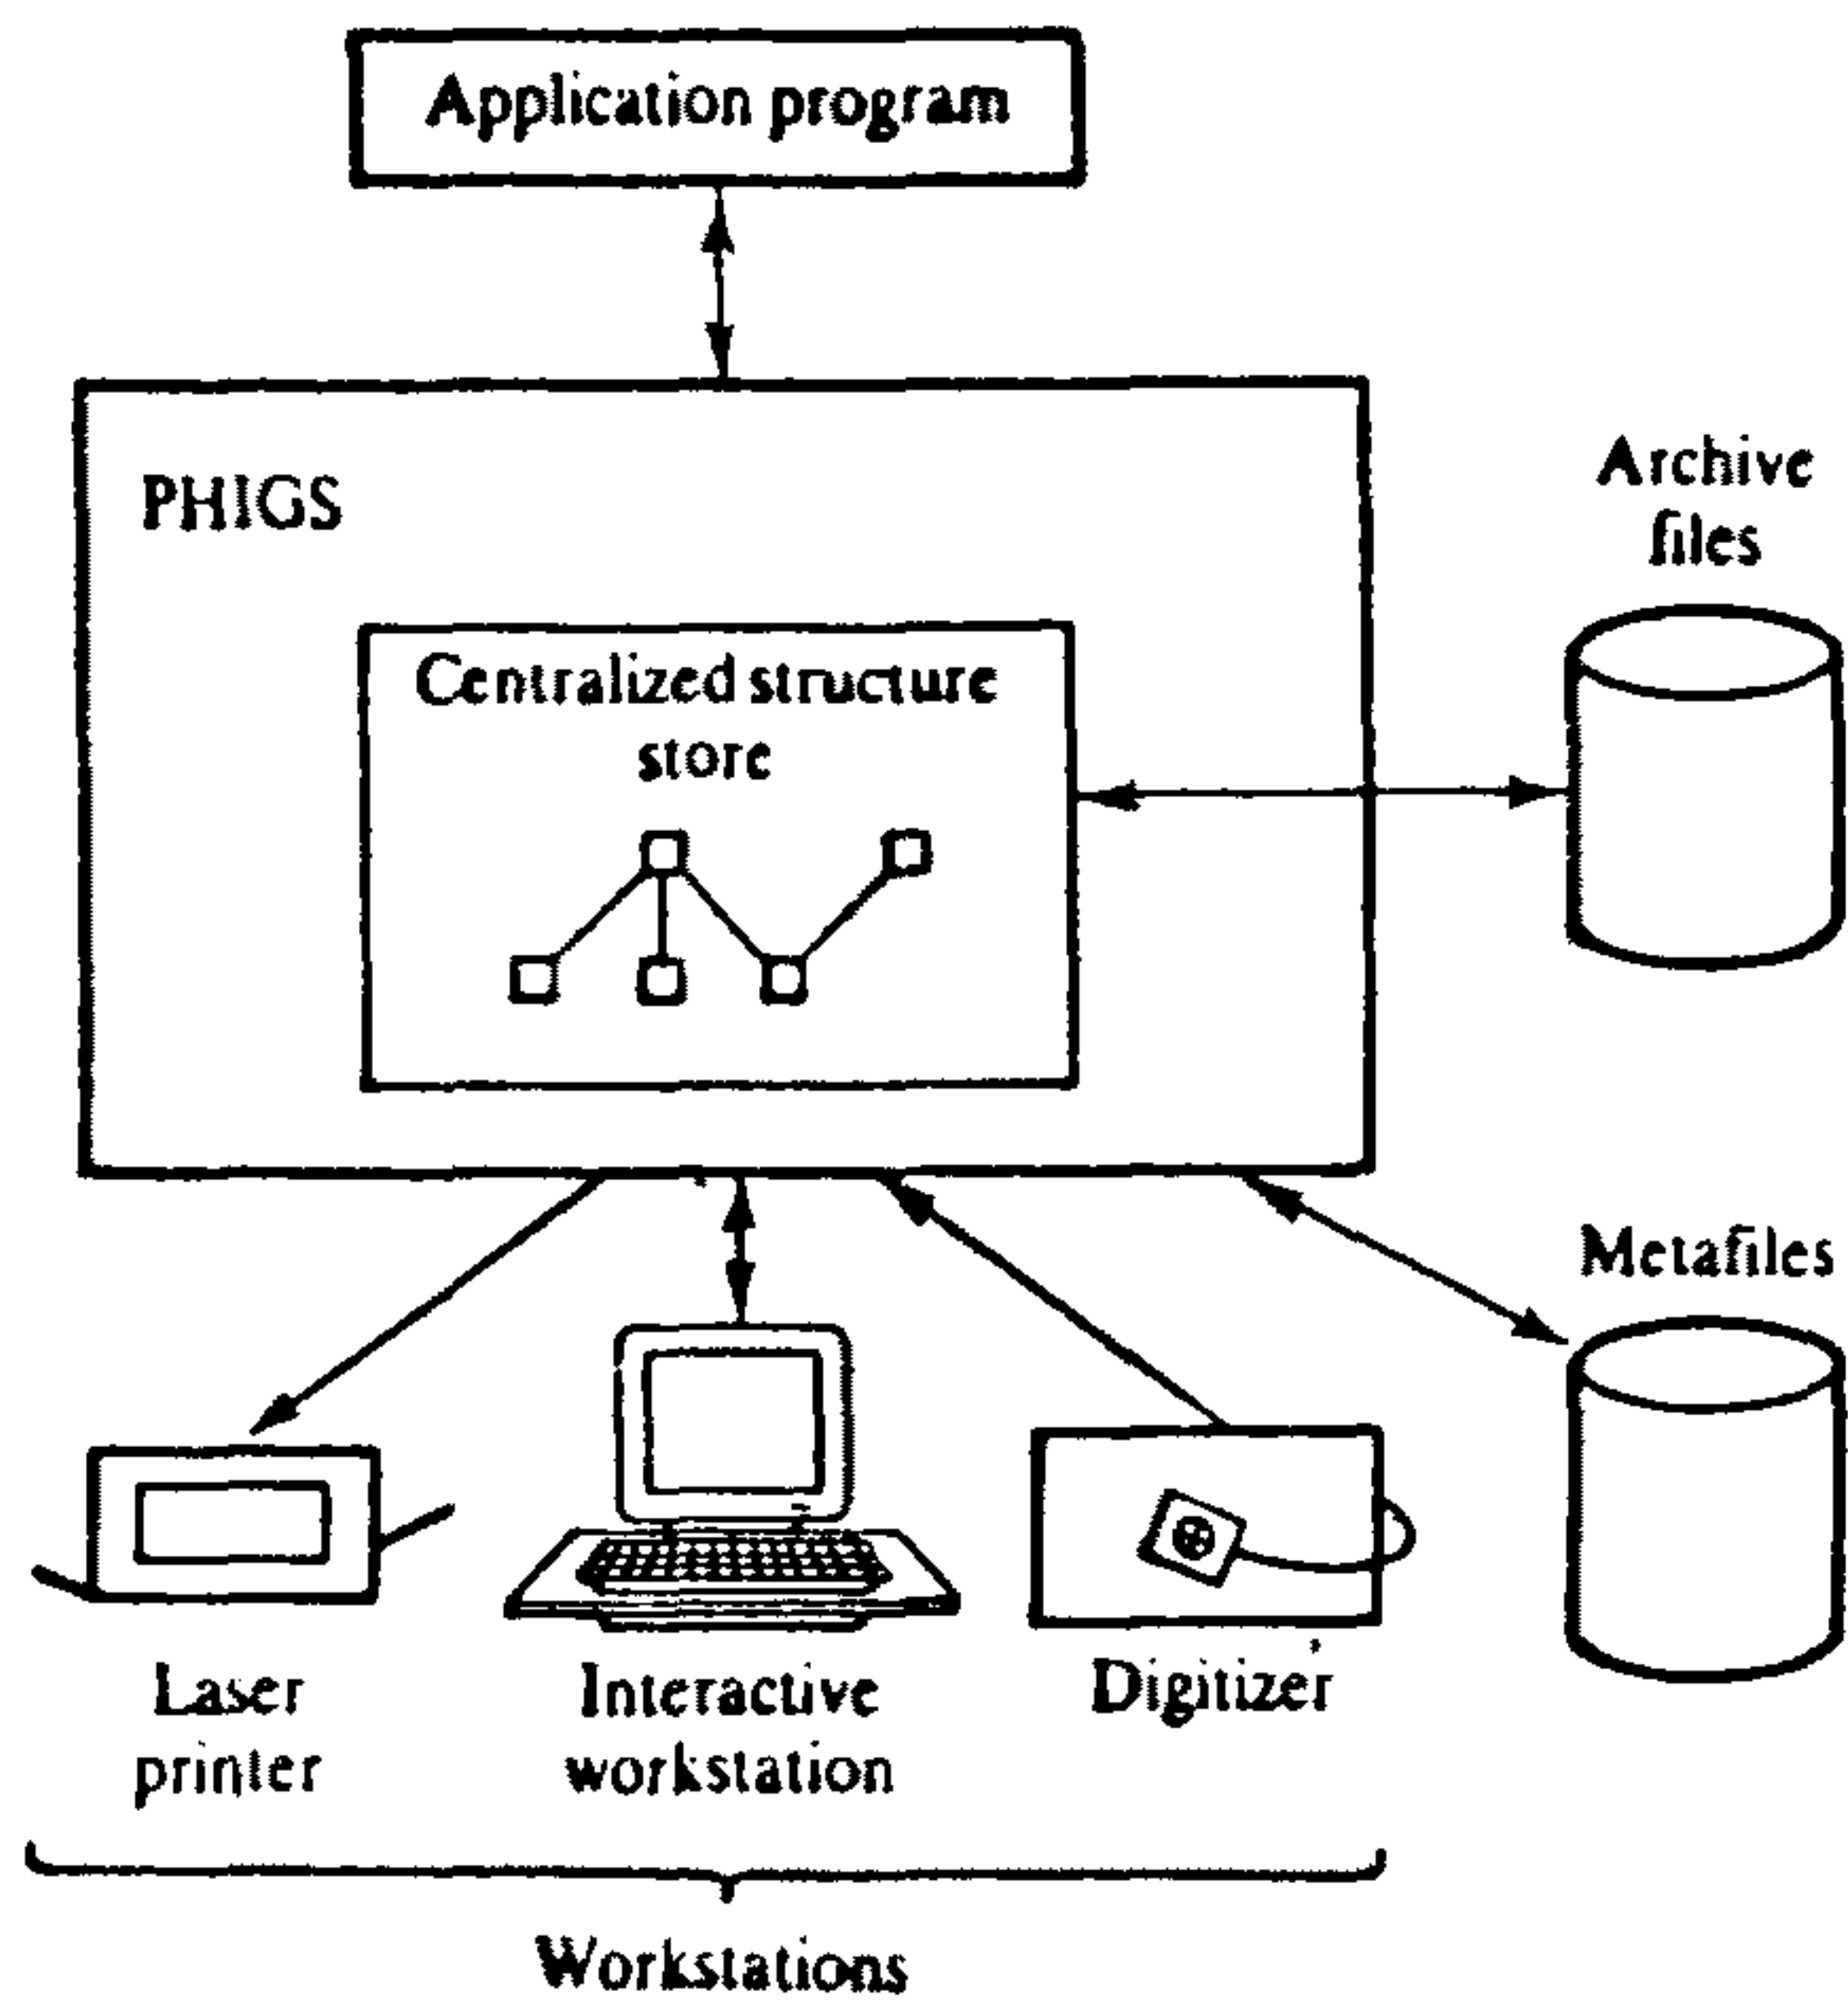 Application program
PHIGS
Archive
files
Centralized structure
store
Metafiles
Laser
printer
Interactive
workstation
Digitizer
Workstations